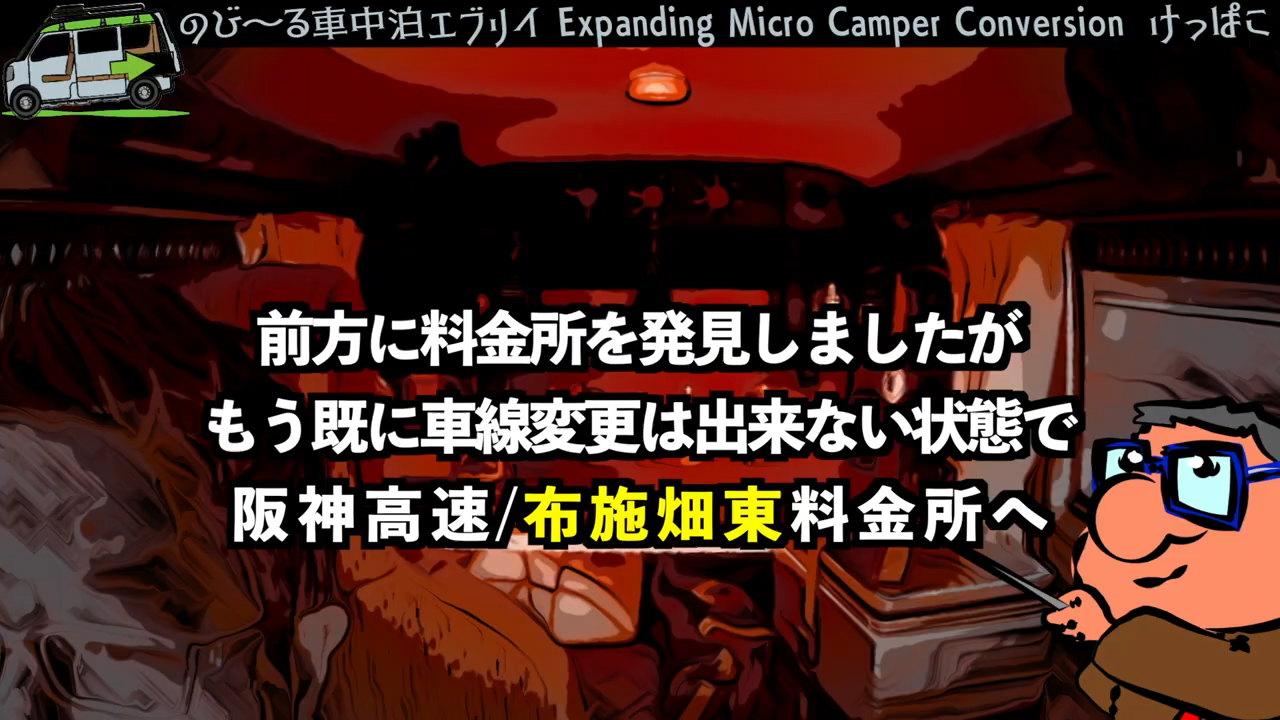 のび〜る車中泊エブリイ Expanding Micro Camper Conversion けっぱこ
前方に料金所を発見しましたが
もう既に車線変更は出来ない状態で
阪神高速/布施畑東料金所へ